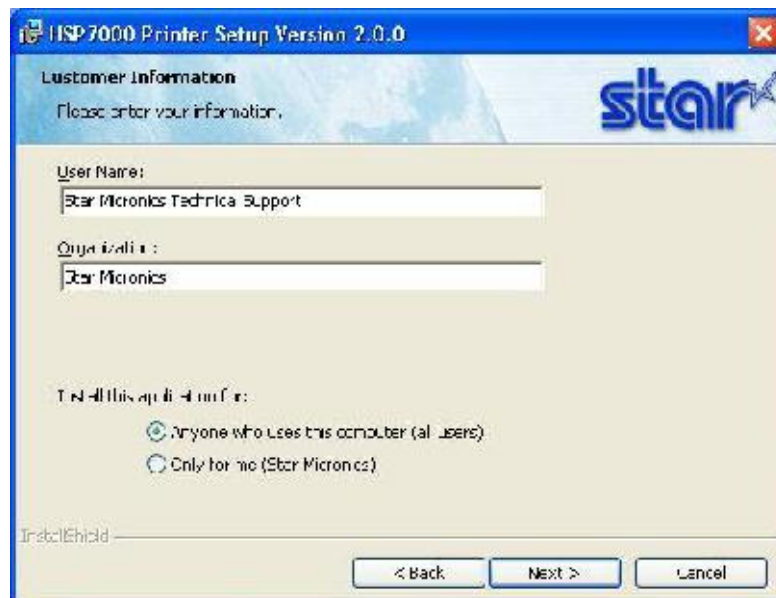 HSP7000 Printer Setup Version 2.0.0
Customer Information
Please enter your information.
star
User Name:
Star Micronics Technical Support
Organization:
Star Micronics
Install this application for:
Anyone who uses this computer (all users)
Only for me (Star Micronics)
InstallShield
< Back
Next >
Cancel